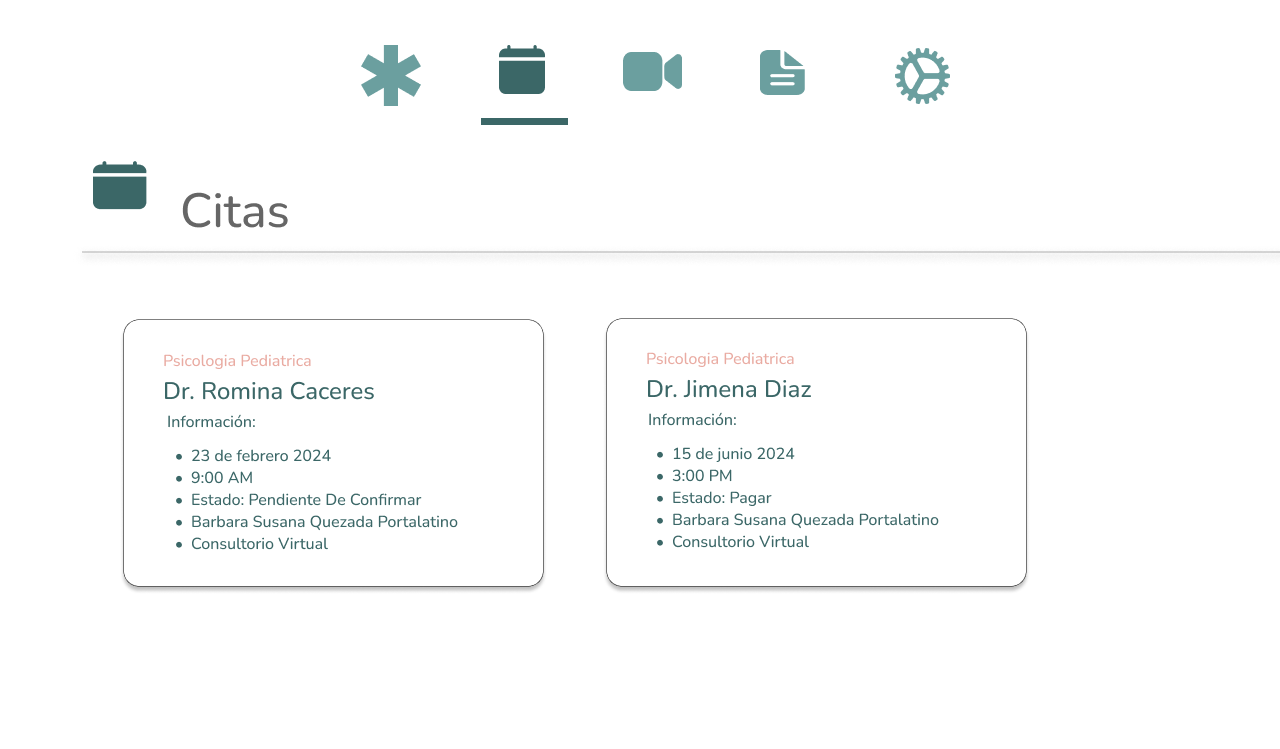 Citas
Psicologia Pediatrica
Dr. Romina Caceres
Información:
• 23 de febrero 2024
• 9:00 AM
• Estado: Pendiente De Confirmar
• Barbara Susana Quezada Portalatino
• Consultorio Virtual
Psicologia Pediatrica
Dr. Jimena Diaz
Información:
• 15 de junio 2024
• 3:00 PM
• Estado: Pagar
• Barbara Susana Quezada Portalatino
• Consultorio Virtual